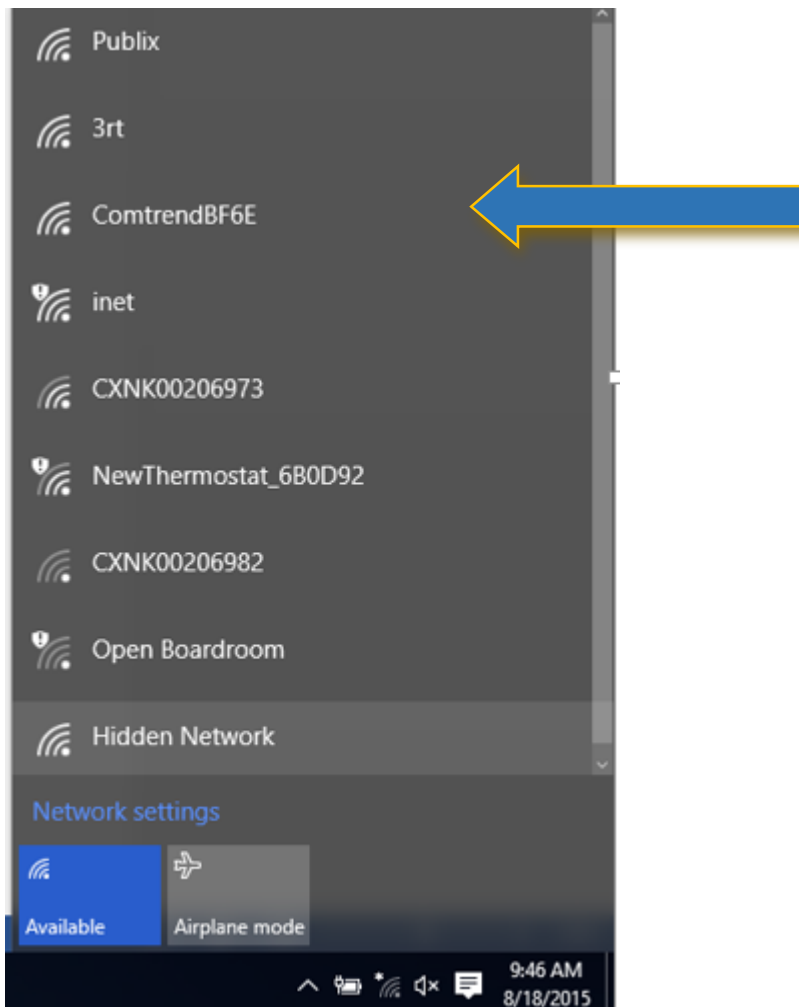 Publix
3rt
ComtrendBF6E
inet
CXNK00206973
NewThermostat_6B0D92
CXNK00206982
Open Boardroom
Hidden Network
Network settings
Available
Airplane mode
9:46 AM
8/18/2015